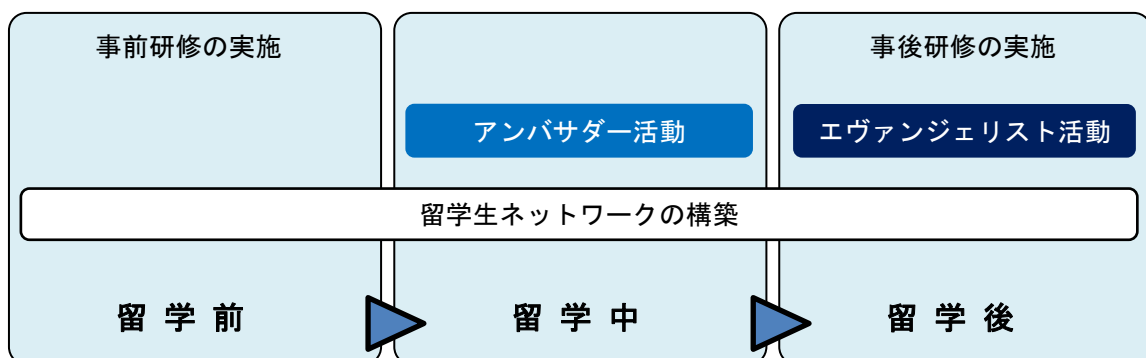 事前研修の実施
事後研修の実施
アンバサダー活動
エヴァンジェリスト活動
留学生ネットワークの構築
留 学 前
留 学 中
留 学 後